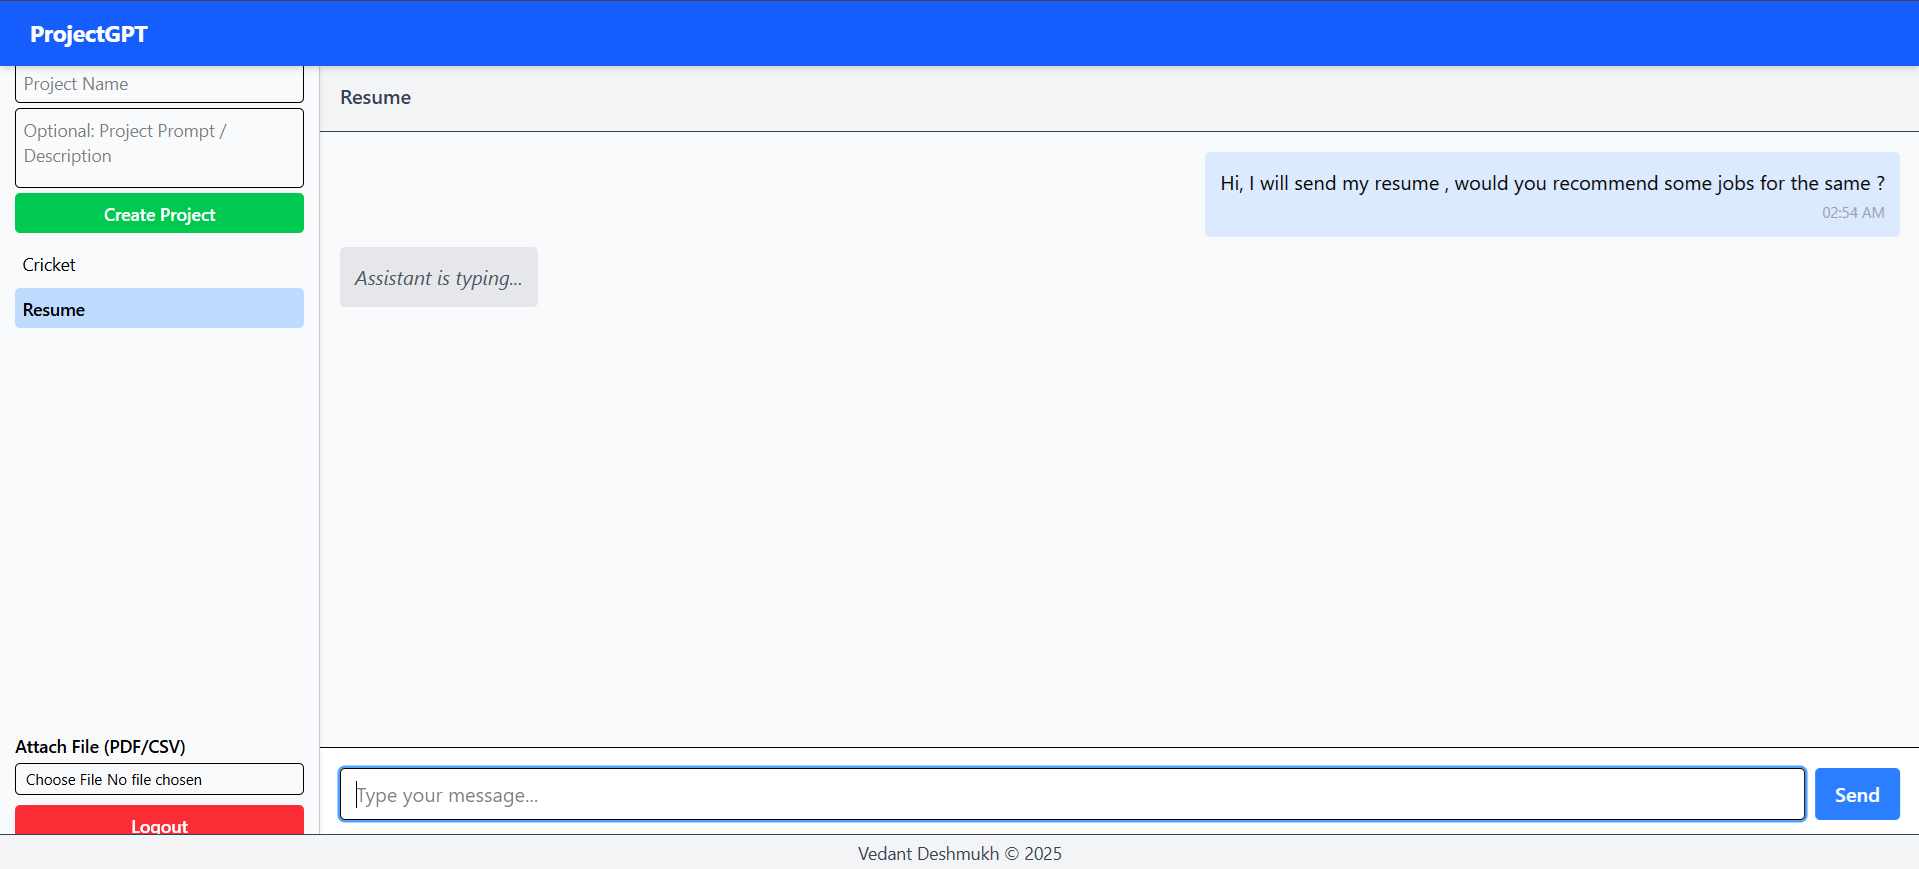 ProjectGPT
Project Name
Optional: Project Prompt /
Description
Create Project
Cricket
Resume
Attach File (PDF/CSV)
Choose File No file chosen
Logout
Resume
Hi, I will send my resume , would you recommend some jobs for the same ?
02:54 AM
Assistant is typing...
Type your message...
Send
Vedant Deshmukh © 2025